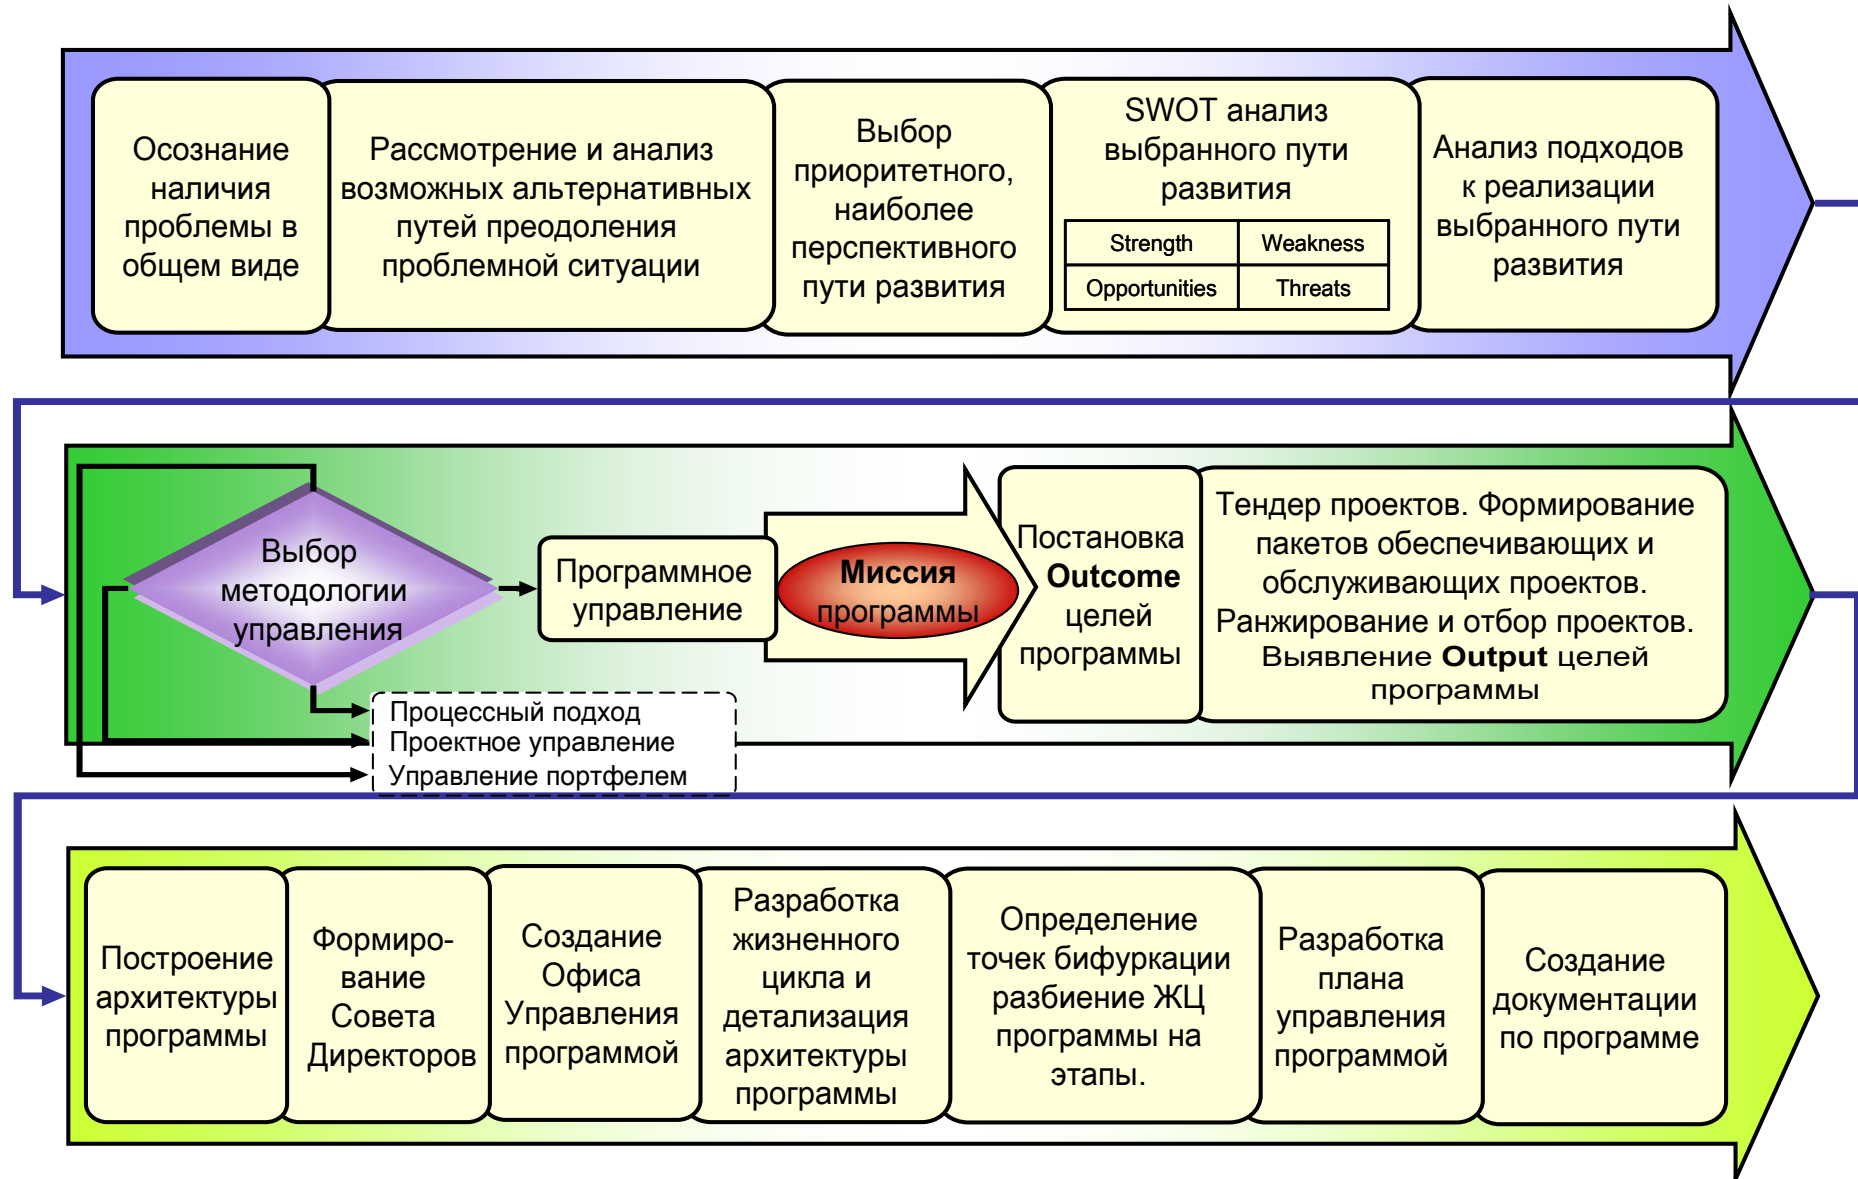 Осознание
наличия
проблемы в
общем виде
Рассмотрение и анализ
возможных альтернативных
путей преодоления
проблемной ситуации
Выбор
приоритетного,
наиболее
перспективного
пути развития
SWOT анализ
выбранного пути
развития
Strength
Weakness
Opportunities
Threats
Анализ подходов
к реализации
выбранного пути
развития
Выбор
методологии
управления
Программное
управление
Миссия
программы
Постановка
Outcome
целей
программы
Тендер проектов. Формирование
пакетов обеспечивающих и
обслуживающих проектов.
Ранжирование и отбор проектов.
Выявление Output целей
программы
Процессный подход
Проектное управление
Управление портфелем
Построение
архитектуры
программы
Формиро-
вание
Совета
Директоров
Создание
Офиса
Управления
программой
Разработка
жизненного
цикла и
детализация
архитектуры
программы
Определение
точек бифуркации
разбиение ЖЦ
программы на
этапы.
Разработка
плана
управления
программой
Создание
документации
по программе